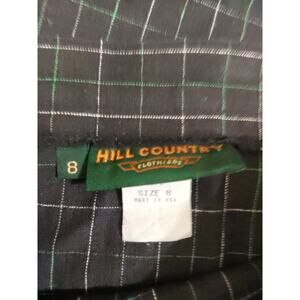 8
HILL COUNTRY
CLOTHIERS
SIZE 8
MADE IN USA